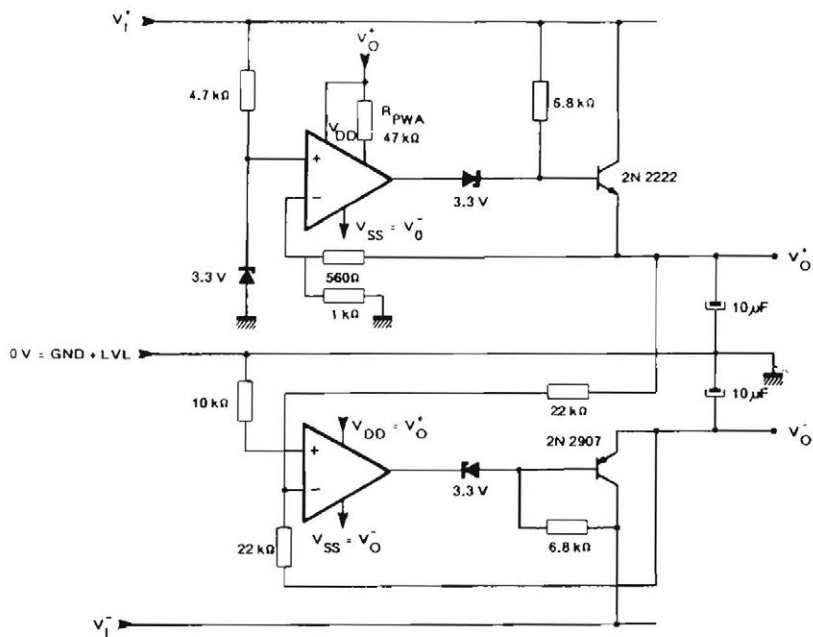 V_I^+
V_O^+
4.7 kΩ
R_PWA
47 kΩ
V_DD
6.8 kΩ
+
−
2N 2222
3.3 V
V_SS = V_0^-
3.3 V
560Ω
1 kΩ
V_O^+
10 µF
0 V = GND + LVL
10 kΩ
22 kΩ
10 µF
V_DD = V_O^+
2N 2907
V_O^-
+
−
3.3 V
V_SS = V_O^-
22 kΩ
6.8 kΩ
V_I^-